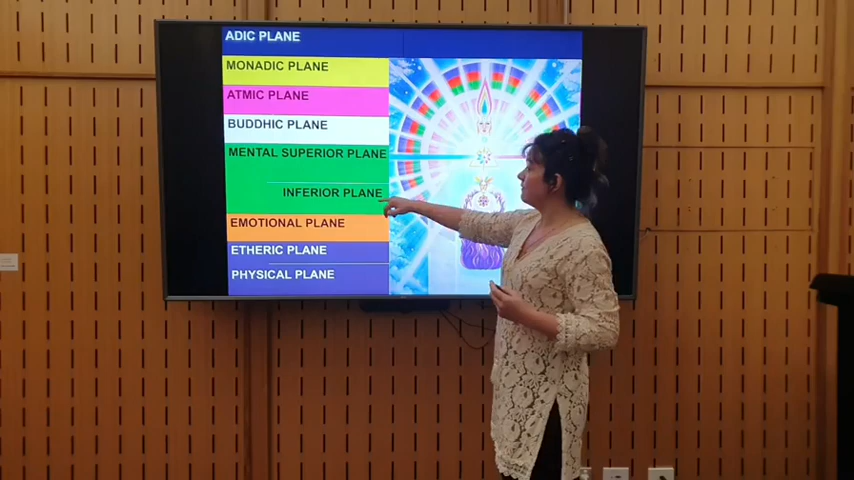 ADIC PLANE
MONADIC PLANE
ATMIC PLANE
BUDDHIC PLANE
MENTAL SUPERIOR PLANE
INFERIOR PLANE
EMOTIONAL PLANE
ETHERIC PLANE
PHYSICAL PLANE